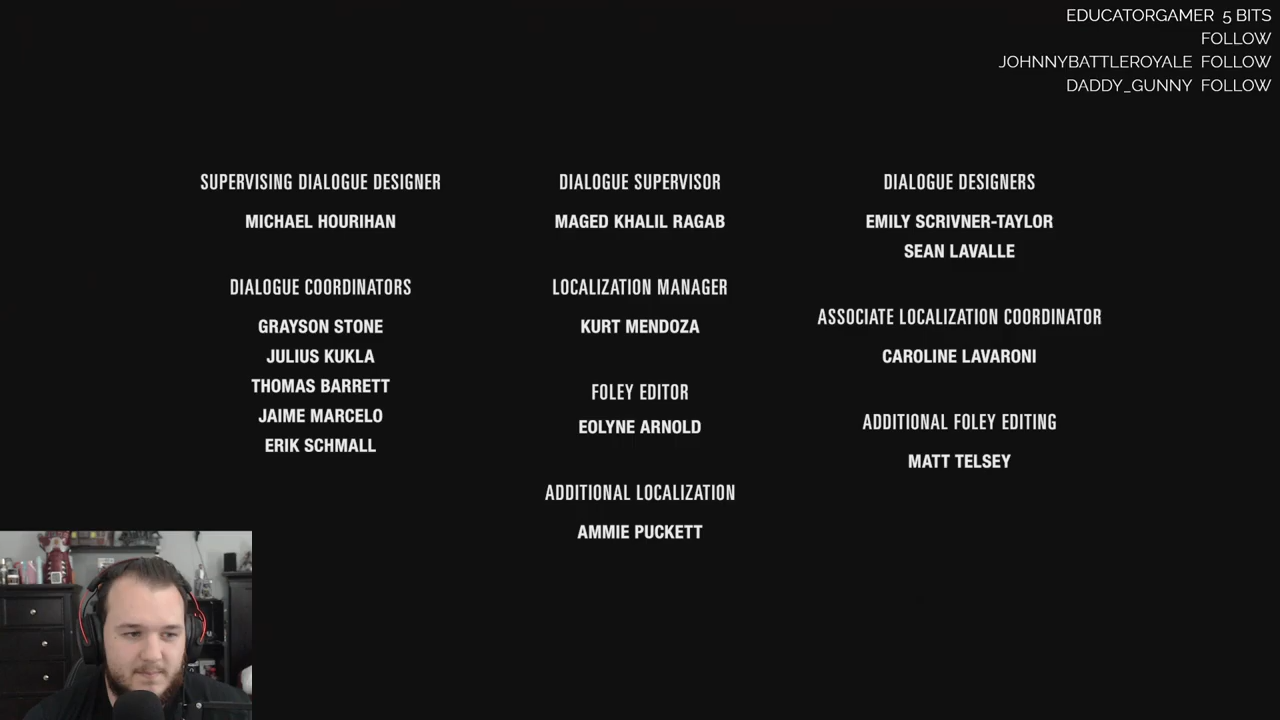 EDUCATORGAMER 5 BITS
FOLLOW
JOHNNYBATTLEROYALE FOLLOW
DADDY_GUNNY FOLLOW
SUPERVISING DIALOGUE DESIGNER
MICHAEL HOURIHAN
DIALOGUE COORDINATORS
GRAYSON STONE
JULIUS KUKLA
THOMAS BARRETT
JAIME MARCELO
ERIK SCHMALL
DIALOGUE SUPERVISOR
MAGED KHALIL RAGAB
LOCALIZATION MANAGER
KURT MENDOZA
FOLEY EDITOR
EOLYNE ARNOLD
ADDITIONAL LOCALIZATION
AMMIE PUCKETT
DIALOGUE DESIGNERS
EMILY SCRIVNER-TAYLOR
SEAN LAVALLE
ASSOCIATE LOCALIZATION COORDINATOR
CAROLINE LAVARONI
ADDITIONAL FOLEY EDITING
MATT TELSEY